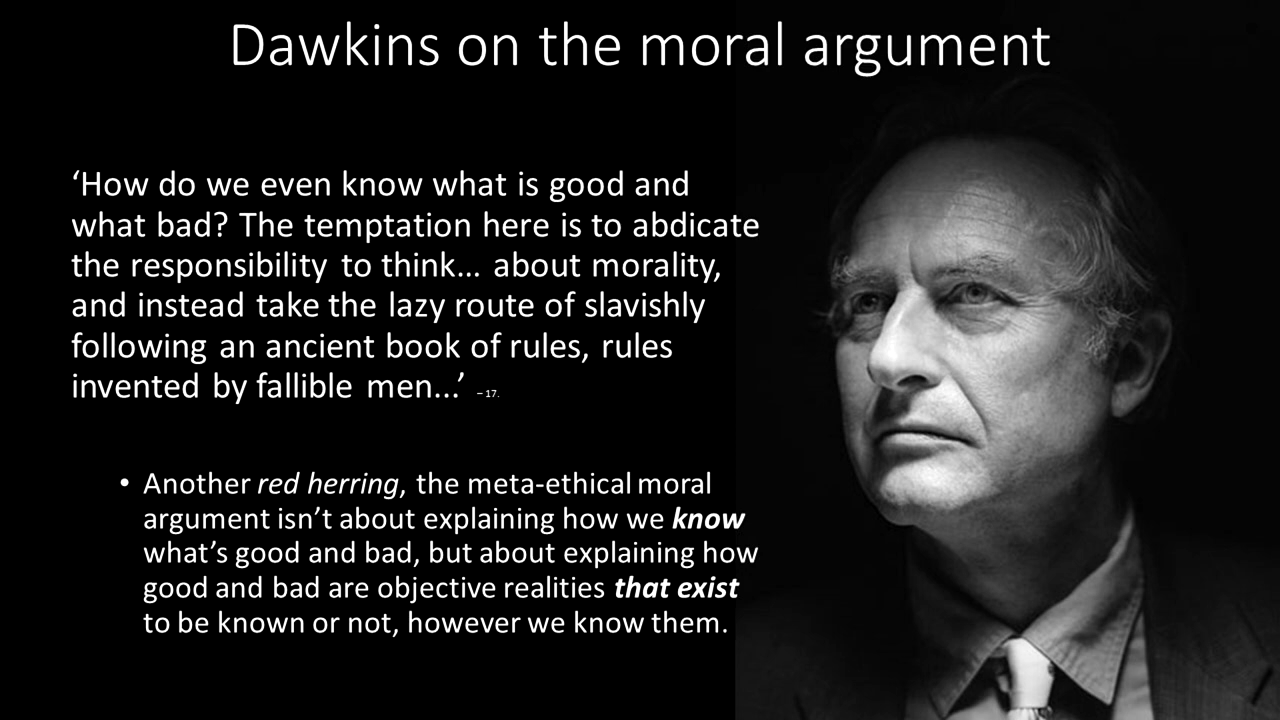 Dawkins on the moral argument
‘How do we even know what is good and
what bad? The temptation here is to abdicate
the responsibility to think… about morality,
and instead take the lazy route of slavishly
following an ancient book of rules, rules
invented by fallible men...’ – 17.
• Another red herring, the meta-ethical moral
argument isn’t about explaining how we know
what’s good and bad, but about explaining how
good and bad are objective realities that exist
to be known or not, however we know them.